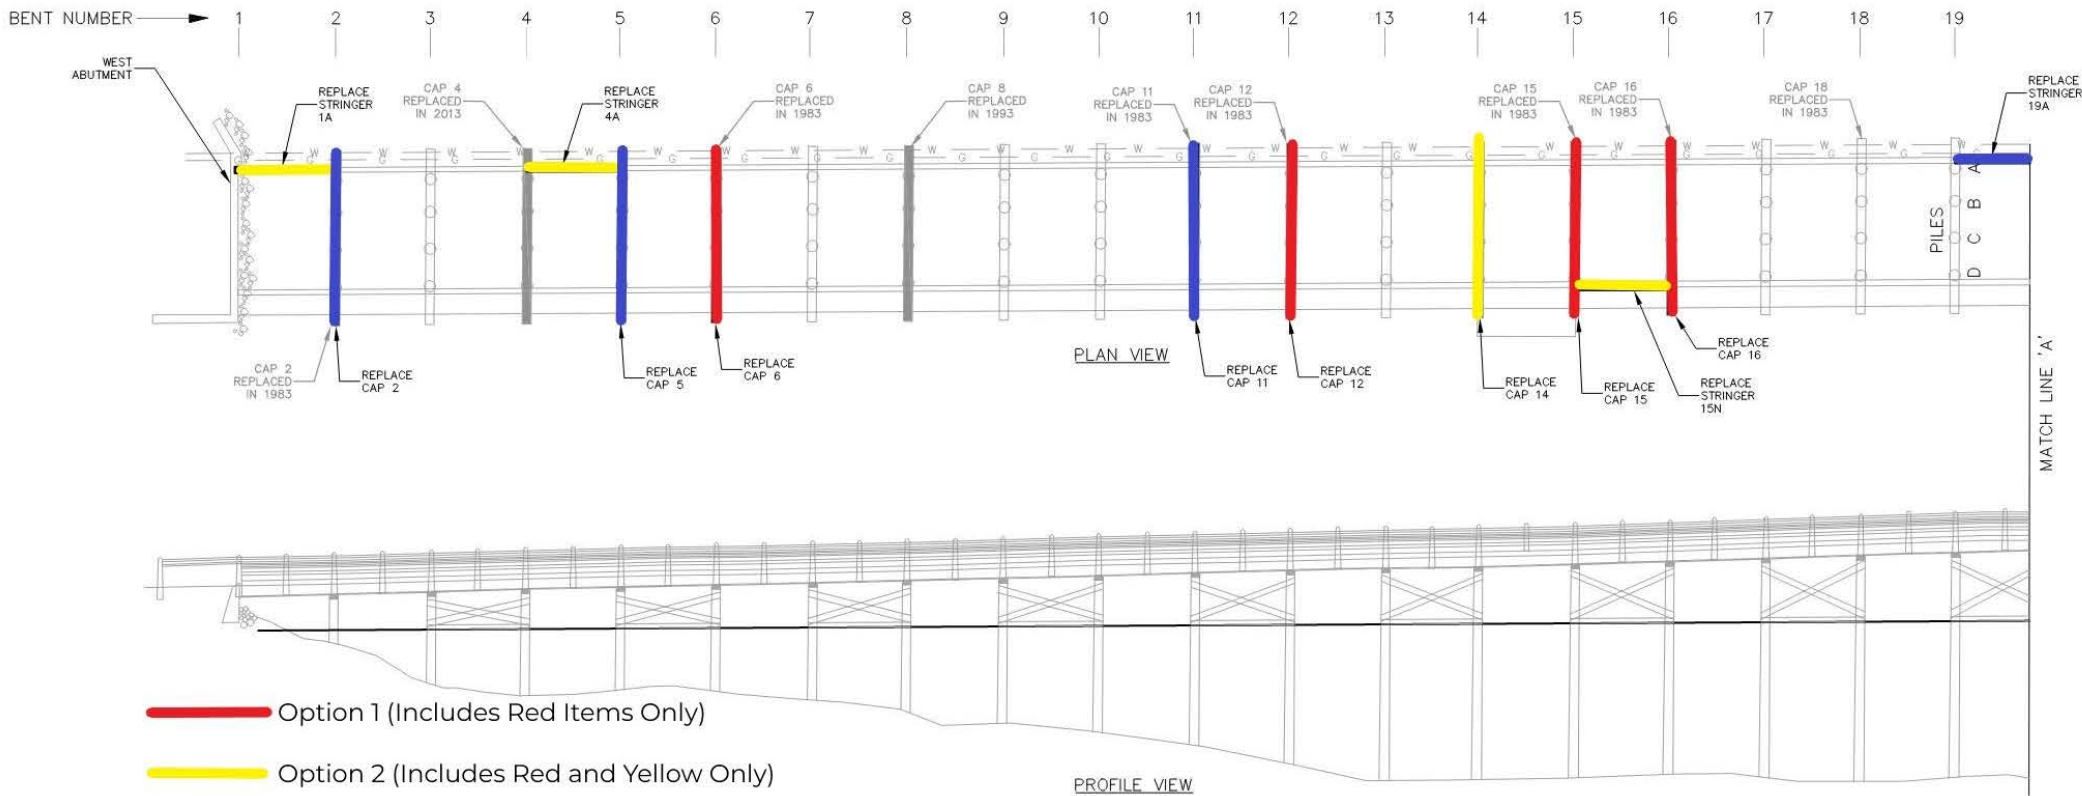 BENT NUMBER 1 2 3 4 5 6 7 8 9 10 11 12 13 14 15 16 17 18 19
WEST
ABUTMENT
REPLACE
STRINGER
1A
CAP 4
REPLACED
IN 2013
REPLACE
STRINGER
4A
CAP 6
REPLACED
IN 1983
CAP 8
REPLACED
IN 1993
CAP 11
REPLACED
IN 1983
CAP 12
REPLACED
IN 1983
CAP 15
REPLACED
IN 1983
CAP 16
REPLACED
IN 1983
CAP 18
REPLACED
IN 1983
REPLACE
STRINGER
19A
PILES
A
B
C
D
CAP 2
REPLACED
IN 1983
REPLACE
CAP 2
REPLACE
CAP 5
REPLACE
CAP 6
PLAN VIEW
REPLACE
CAP 11
REPLACE
CAP 12
REPLACE
CAP 14
REPLACE
CAP 15
REPLACE
STRINGER
15N
REPLACE
CAP 16
MATCH LINE 'A'
Option 1 (Includes Red Items Only)
Option 2 (Includes Red and Yellow Only)
PROFILE VIEW